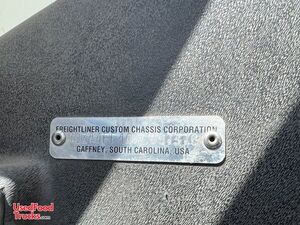 FREIGHTLINER CUSTOM CHASSIS CORPORATION
GAFFNEY, SOUTH CAROLINA, USA
UsedFood
Trucks.com